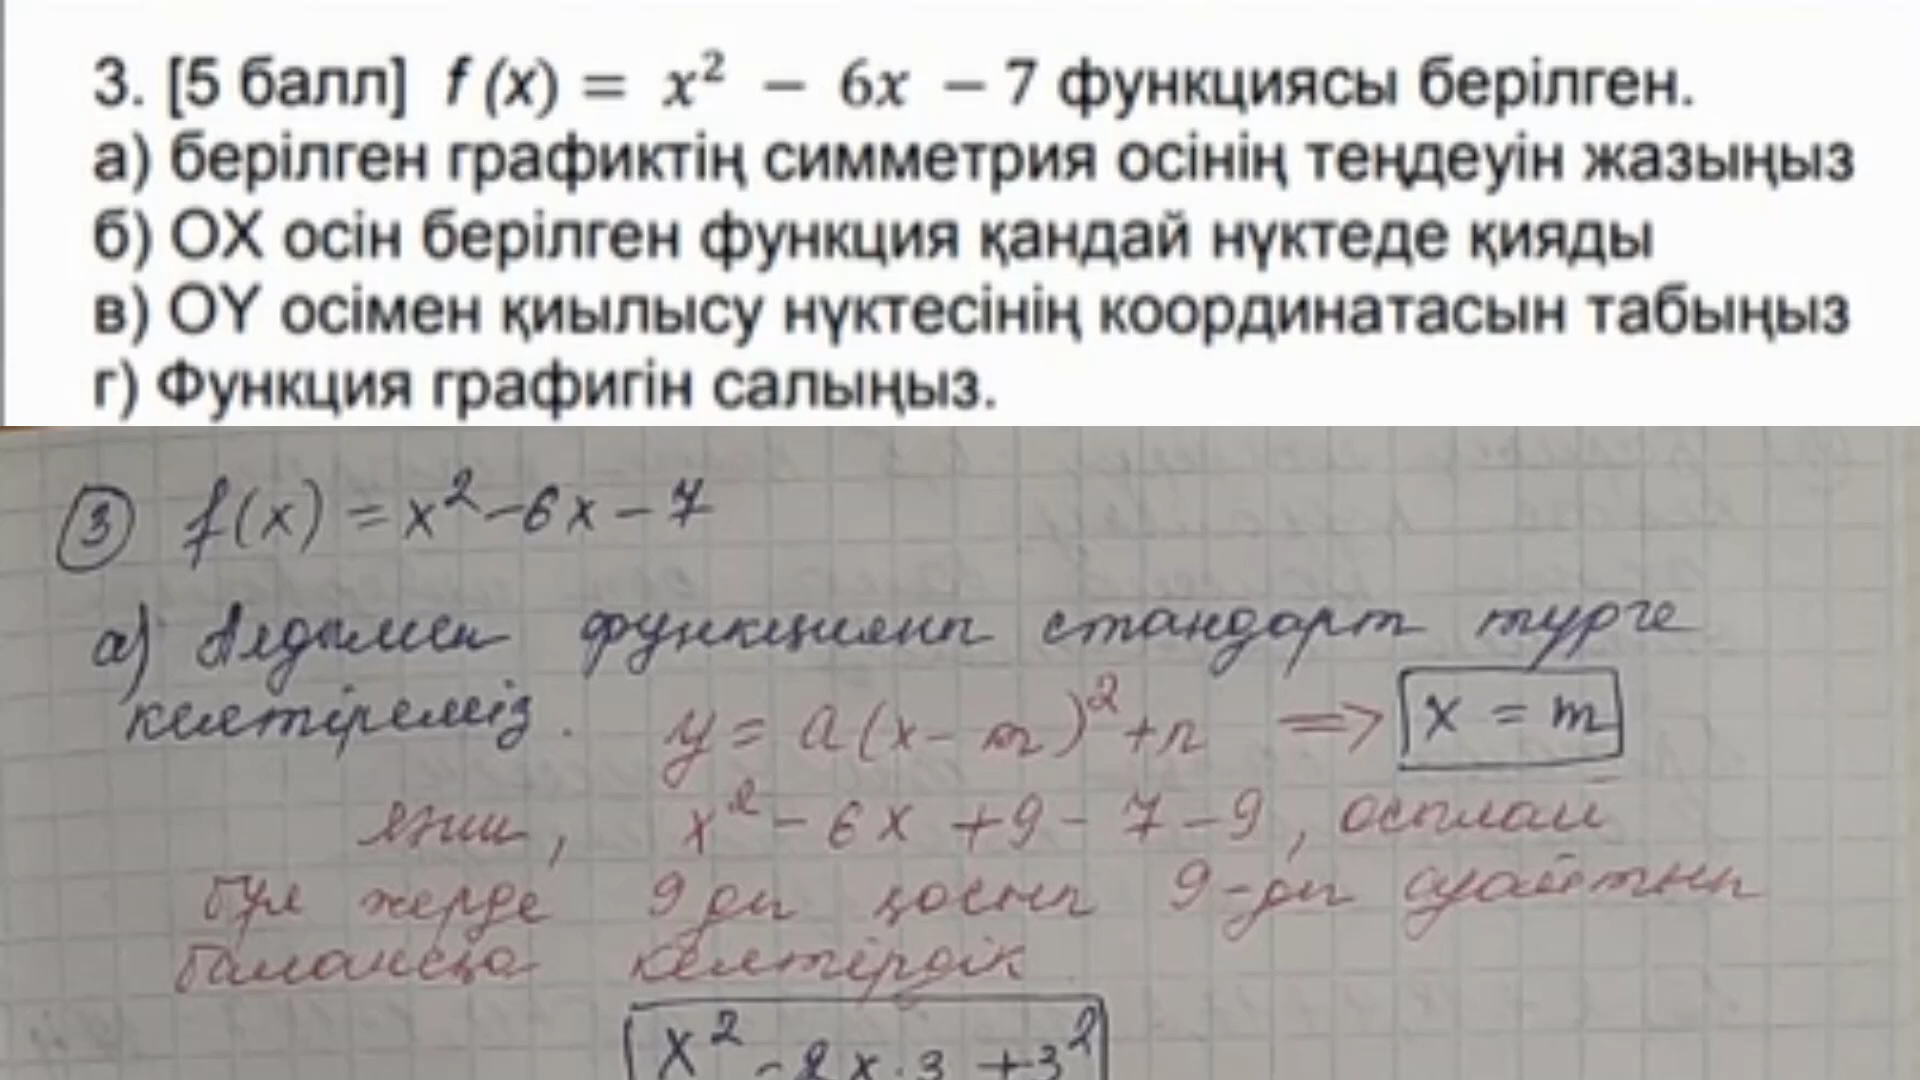 3. [5 балл] f (x) = x² − 6x − 7 функциясы берілген.
а) берілген графиктің симметрия осінің теңдеуін жазыңыз
б) ОХ осін берілген функция қандай нүктеде қияды
в) OY осімен қиылысу нүктесінің координатасын табыңыз
г) Функция графигін салыңыз.
③ f(x) = x² − 6x − 7
а) Алдымен функцияны стандарт түрге
келтіреміз. y = a(x − m)² + n ⇒ x = m
яғни, x² − 6x + 9 − 7 − 9, осылай
бұл жерде 9 ды қосып 9-ды азайтып
балансқа келтірдік
x² − 2x · 3 + 3²